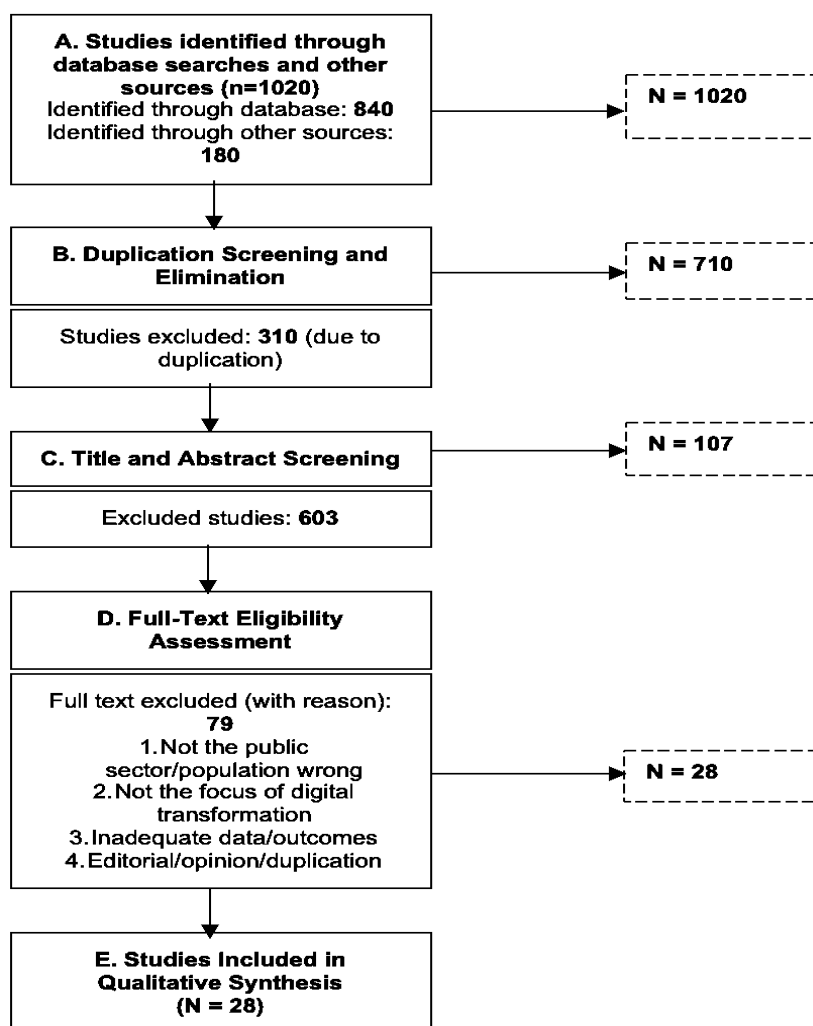 A. Studies identified through
database searches and other
sources (n=1020)
Identified through database: 840
Identified through other sources:
180
N = 1020
B. Duplication Screening and
Elimination
N = 710
Studies excluded: 310 (due to
duplication)
C. Title and Abstract Screening
N = 107
Excluded studies: 603
D. Full-Text Eligibility
Assessment
Full text excluded (with reason):
79
1. Not the public
sector/population wrong
2. Not the focus of digital
transformation
3. Inadequate data/outcomes
4. Editorial/opinion/duplication
N = 28
E. Studies Included in
Qualitative Synthesis
(N = 28)